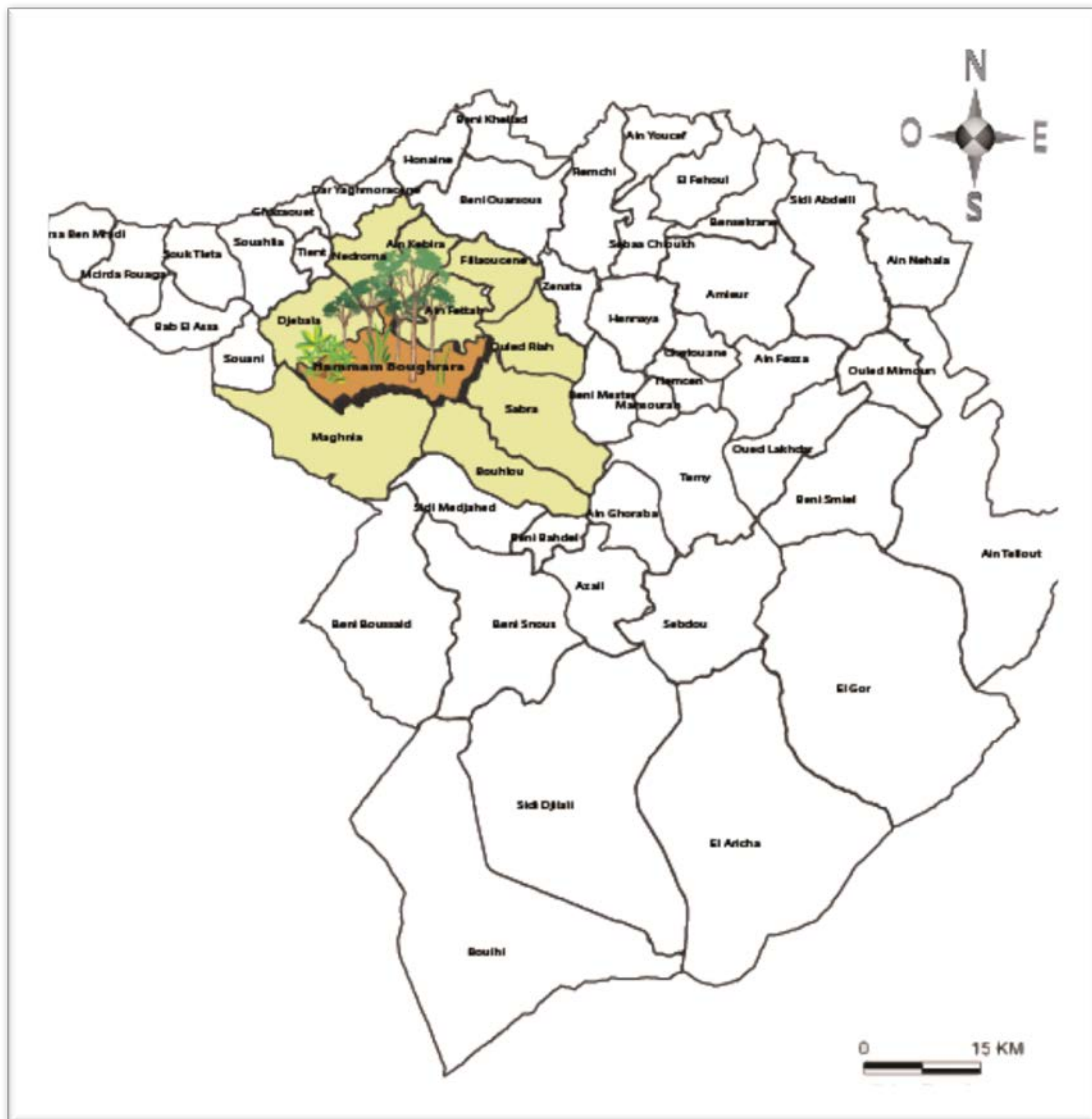 N
O
E
S
Beni Khellad
Ain Youcef
Honaine
Remchi
El Fehoul
Dar Yaghmoracene
Beni Ouarsous
Sidi Abdelli
Ghazaouet
Bensekrane
Ain Kebira
Souahlia
Tient
Nedroma
Sebaa Chioukh
Souk Tleta
Fillaoucene
Ain Nehala
Zenata
Amieur
Djebala
Ain Fettah
Hennaya
Bab El Assa
Ouled Riah
Chetouane
Ain Fezza
Souani
Hammam Boughrara
Ouled Mimoun
Beni Mester
Mansourah
Sabra
Maghnia
Oued Lakhdar
Bouhlou
Terny
Beni Smiel
Sidi Medjahed
Ain Ghoraba
Beni Bahdel
Ain Tellout
Azail
Beni Boussaid
Beni Snous
Sebdou
El Gor
Sidi Djilali
El Aricha
Bouihi
0 15 KM